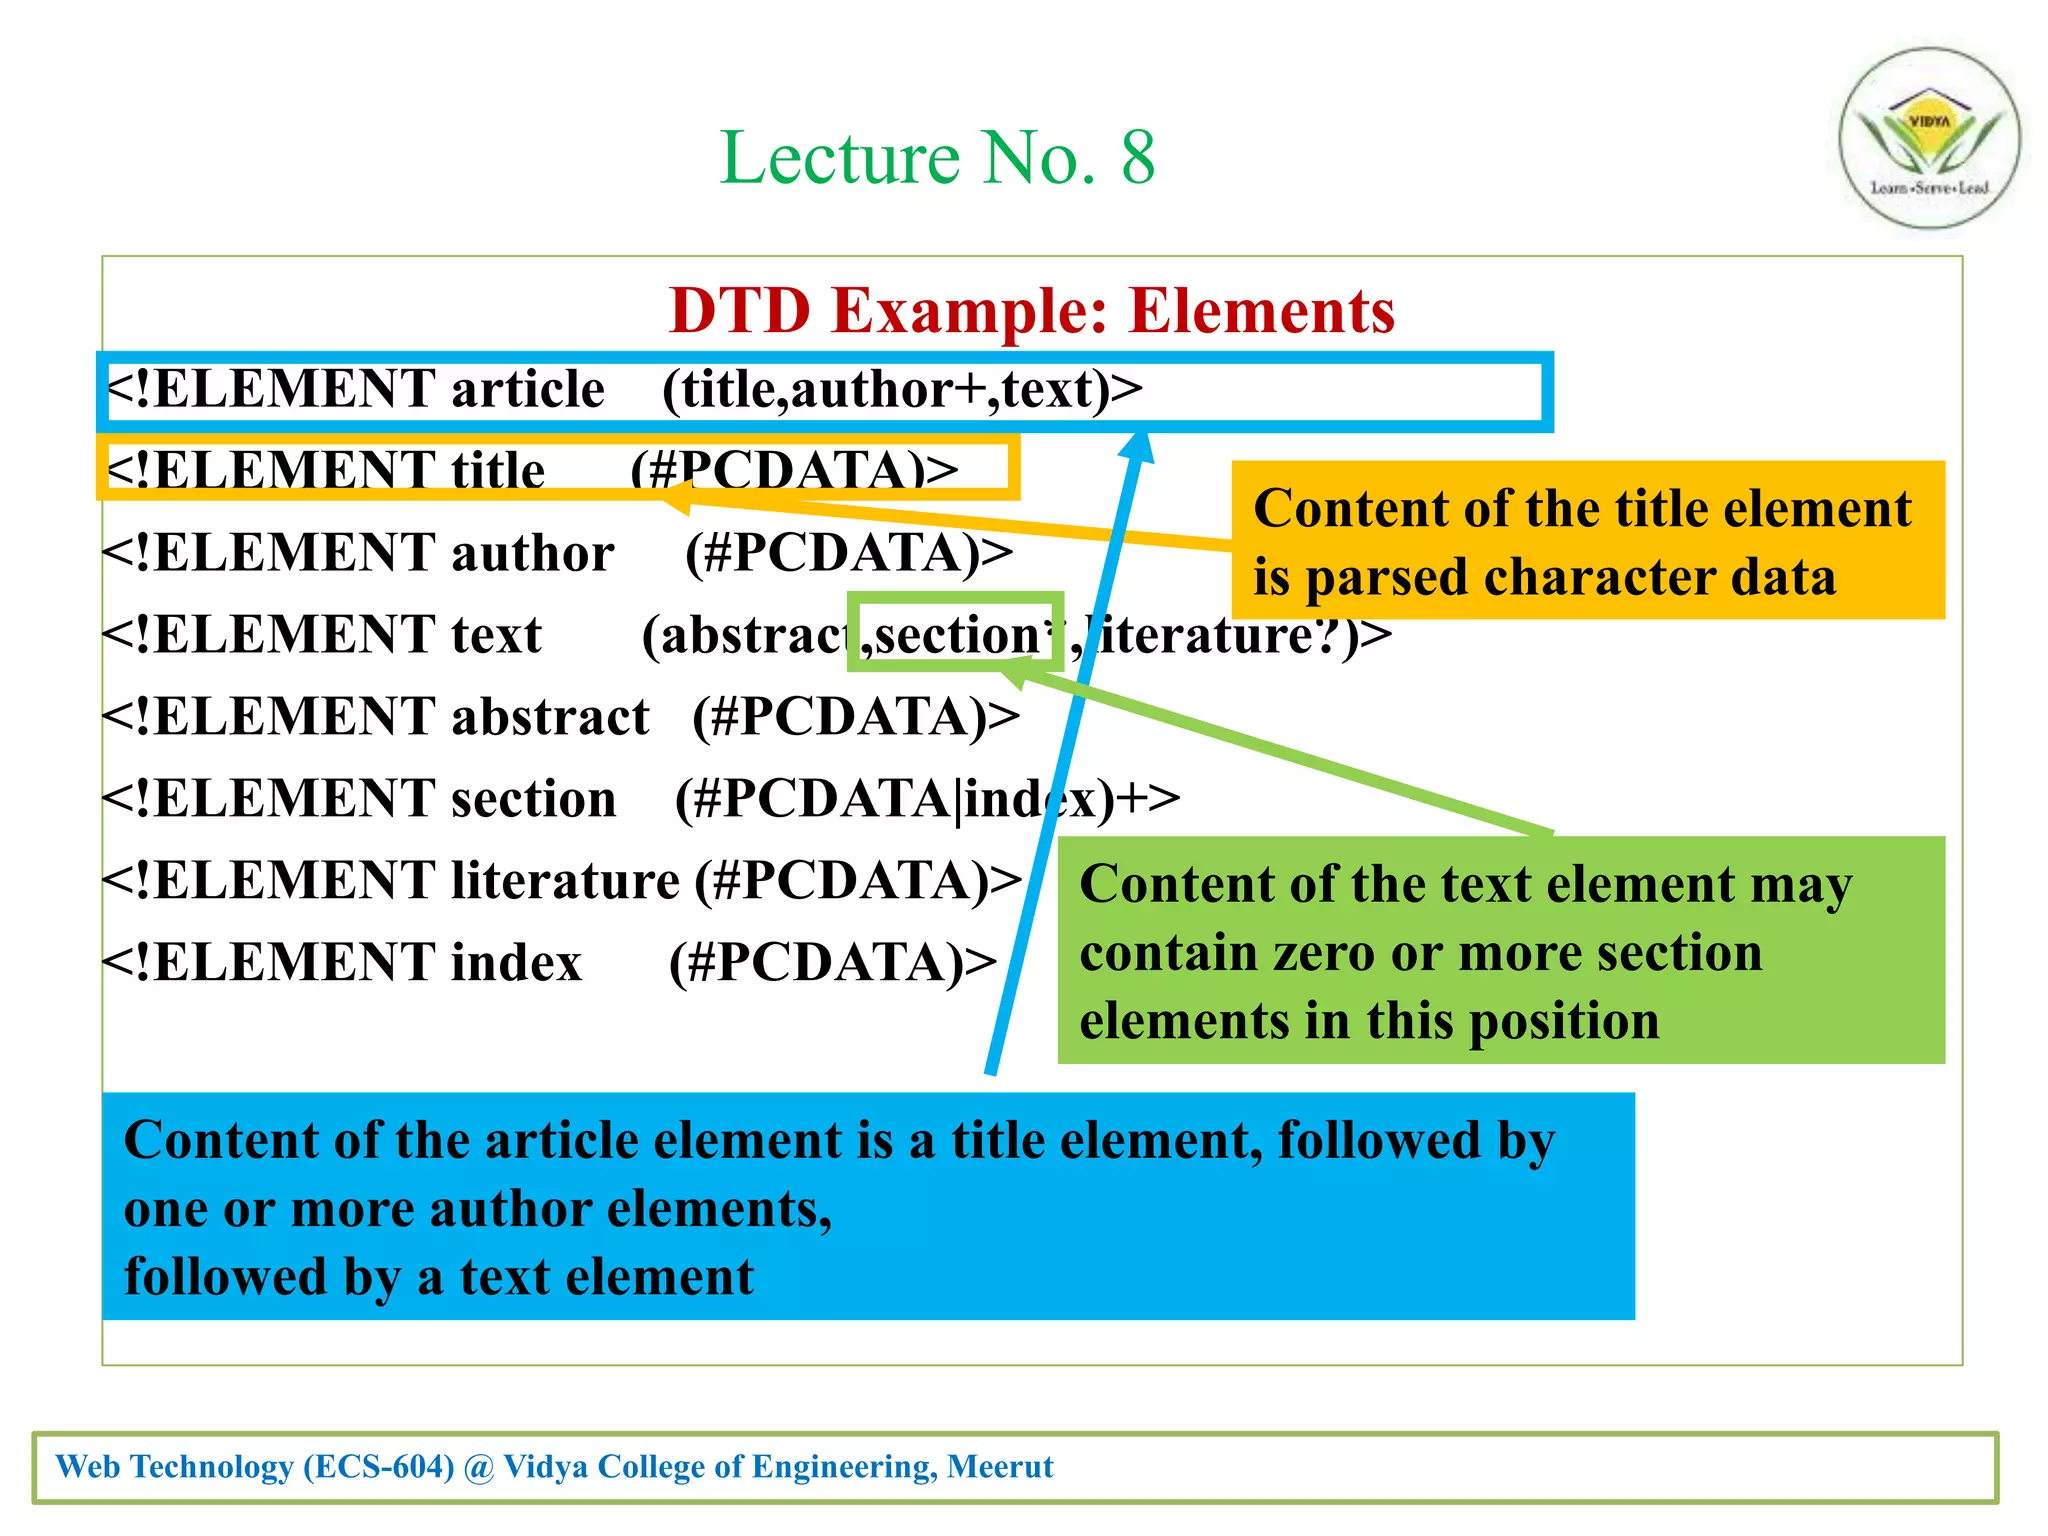 Lecture No. 8
VIDYA
Learn•Serve•Lead
DTD Example: Elements
<!ELEMENT article (title,author+,text)>
<!ELEMENT title (#PCDATA)>
<!ELEMENT author (#PCDATA)>
<!ELEMENT text (abstract,section*,literature?)>
<!ELEMENT abstract (#PCDATA)>
<!ELEMENT section (#PCDATA|index)+>
<!ELEMENT literature (#PCDATA)>
<!ELEMENT index (#PCDATA)>
Content of the title element
is parsed character data
Content of the text element may
contain zero or more section
elements in this position
Content of the article element is a title element, followed by
one or more author elements,
followed by a text element
Web Technology (ECS-604) @ Vidya College of Engineering, Meerut